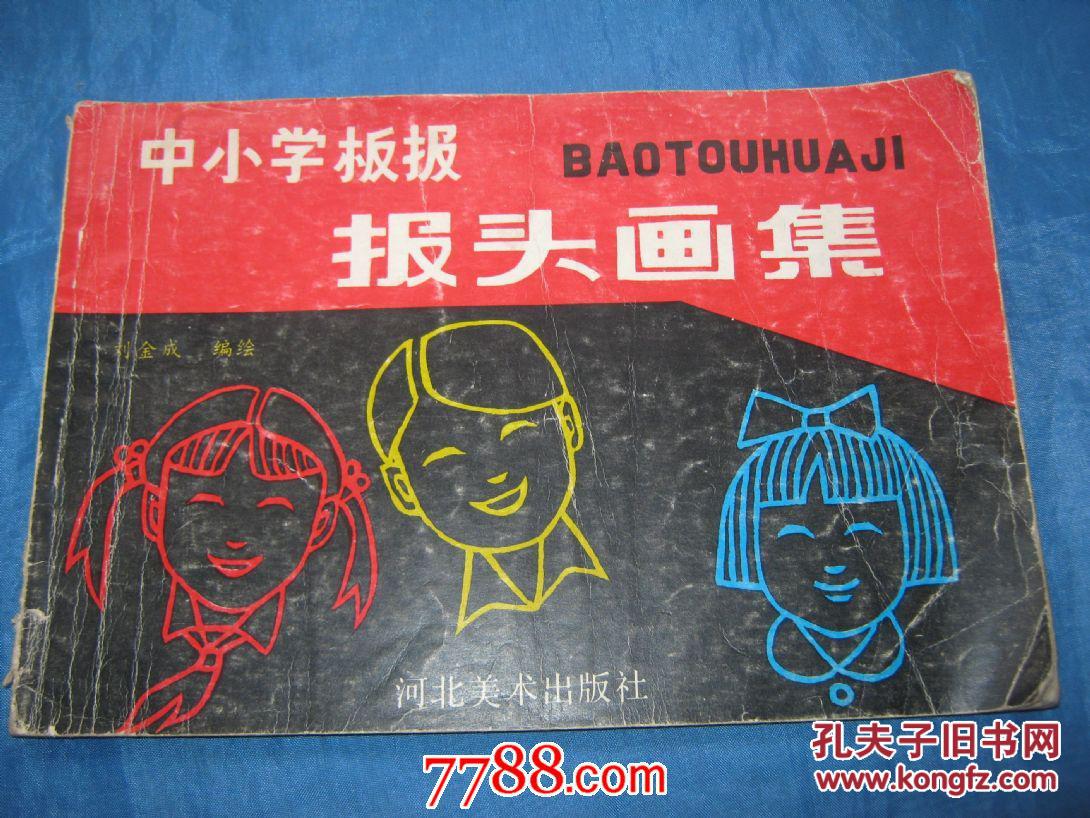 中小学板报
BAOTOUHUAJI
报头画集
刘金成 编绘
河北美术出版社
7788.com
孔夫子旧书网
www.kongfz.com